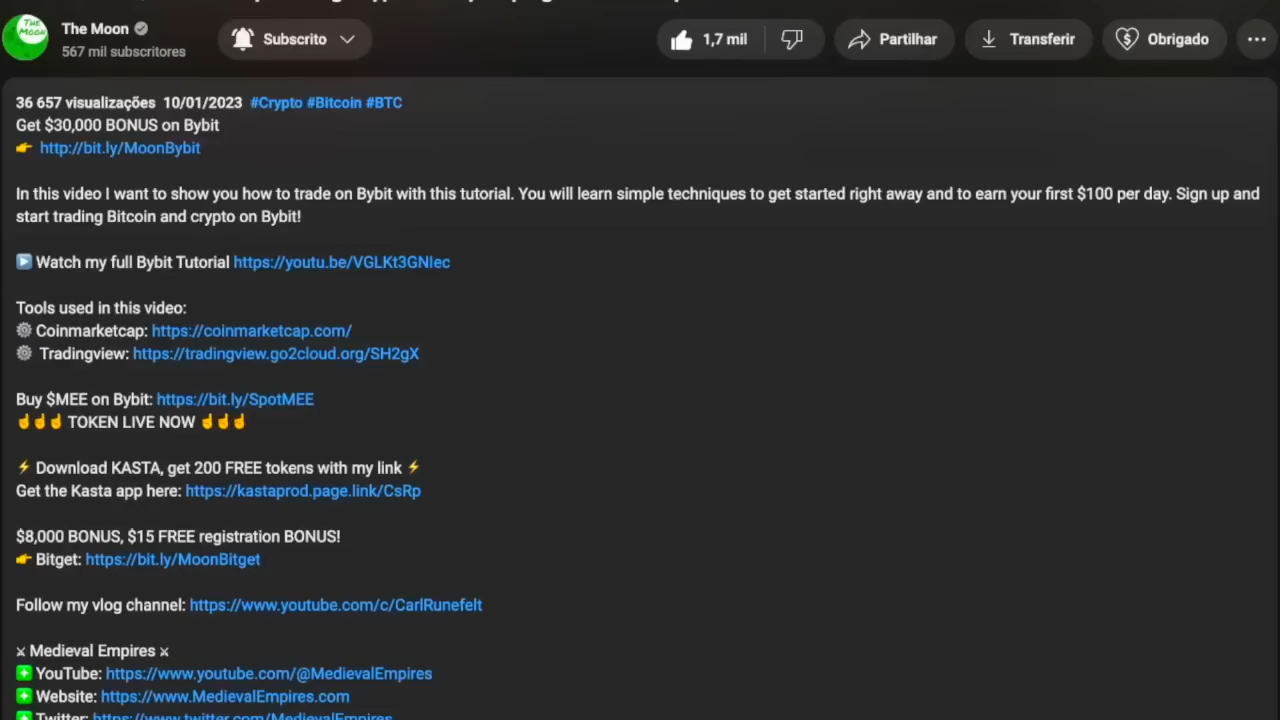 The Moon
567 mil subscritores
Subscrito
1,7 mil
Partilhar
Transferir
Obrigado
36 657 visualizações 10/01/2023 #Crypto #Bitcoin #BTC
Get $30,000 BONUS on Bybit
👉 http://bit.ly/MoonBybit
In this video I want to show you how to trade on Bybit with this tutorial. You will learn simple techniques to get started right away and to earn your first $100 per day. Sign up and
start trading Bitcoin and crypto on Bybit!
▶️ Watch my full Bybit Tutorial https://youtu.be/VGLKt3GNIec
Tools used in this video:
⚙️ Coinmarketcap: https://coinmarketcap.com/
⚙️ Tradingview: https://tradingview.go2cloud.org/SH2gX
Buy $MEE on Bybit: https://bit.ly/SpotMEE
☝️☝️☝️ TOKEN LIVE NOW ☝️☝️☝️
⚡ Download KASTA, get 200 FREE tokens with my link ⚡
Get the Kasta app here: https://kastaprod.page.link/CsRp
$8,000 BONUS, $15 FREE registration BONUS!
👉 Bitget: https://bit.ly/MoonBitget
Follow my vlog channel: https://www.youtube.com/c/CarlRunefelt
⚔ Medieval Empires ⚔
YouTube: https://www.youtube.com/@MedievalEmpires
Website: https://www.MedievalEmpires.com
Twitter: https://www.twitter.com/MedievalEmpires